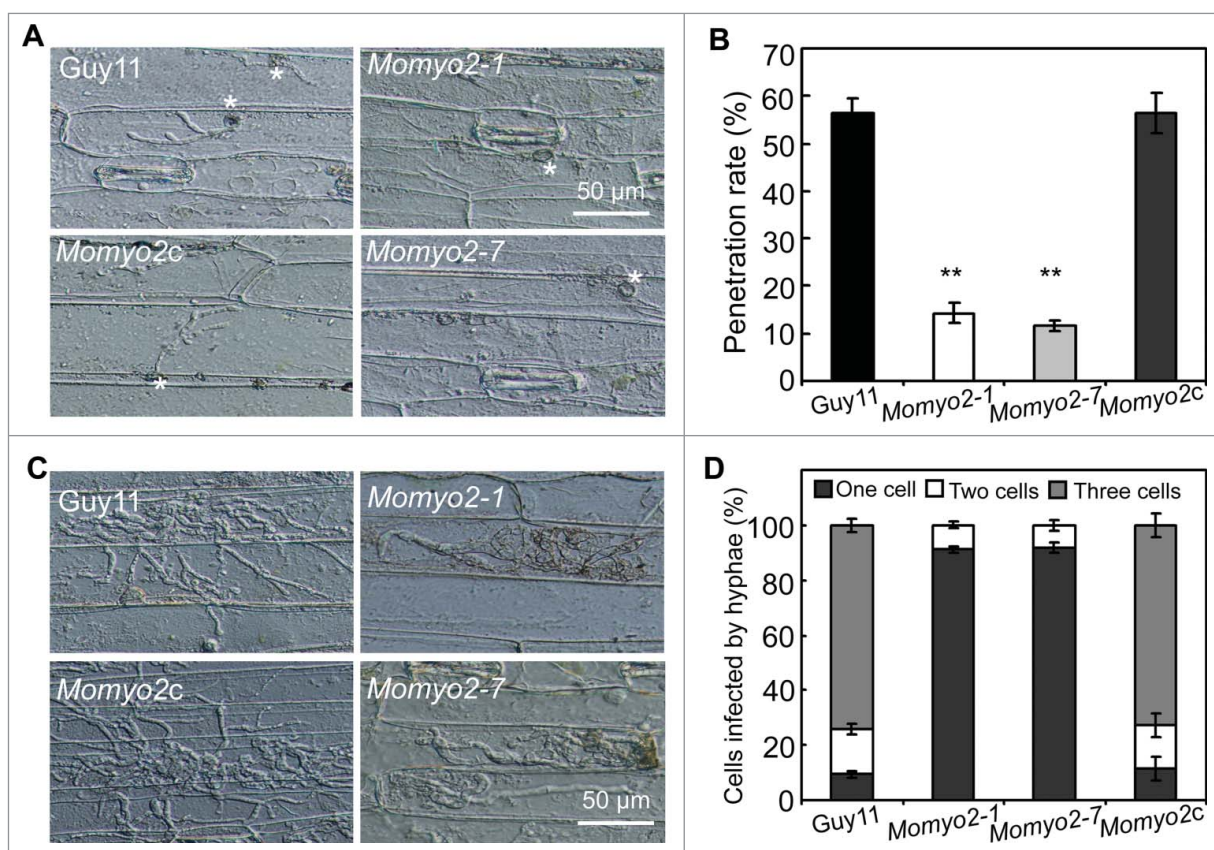 A
Guy11
*
*
Momyo2-1
*
50 µm
Momyo2c
*
Momyo2-7
*
B
Penetration rate (%)
70
60
50
40
30
20
10
0
**
**
Guy11
Momyo2-1
Momyo2-7
Momyo2c
C
Guy11
Momyo2-1
Momyo2c
Momyo2-7
50 µm
D
Cells infected by hyphae (%)
One cell Two cells Three cells
100
80
60
40
20
0
Guy11
Momyo2-1
Momyo2-7
Momyo2c